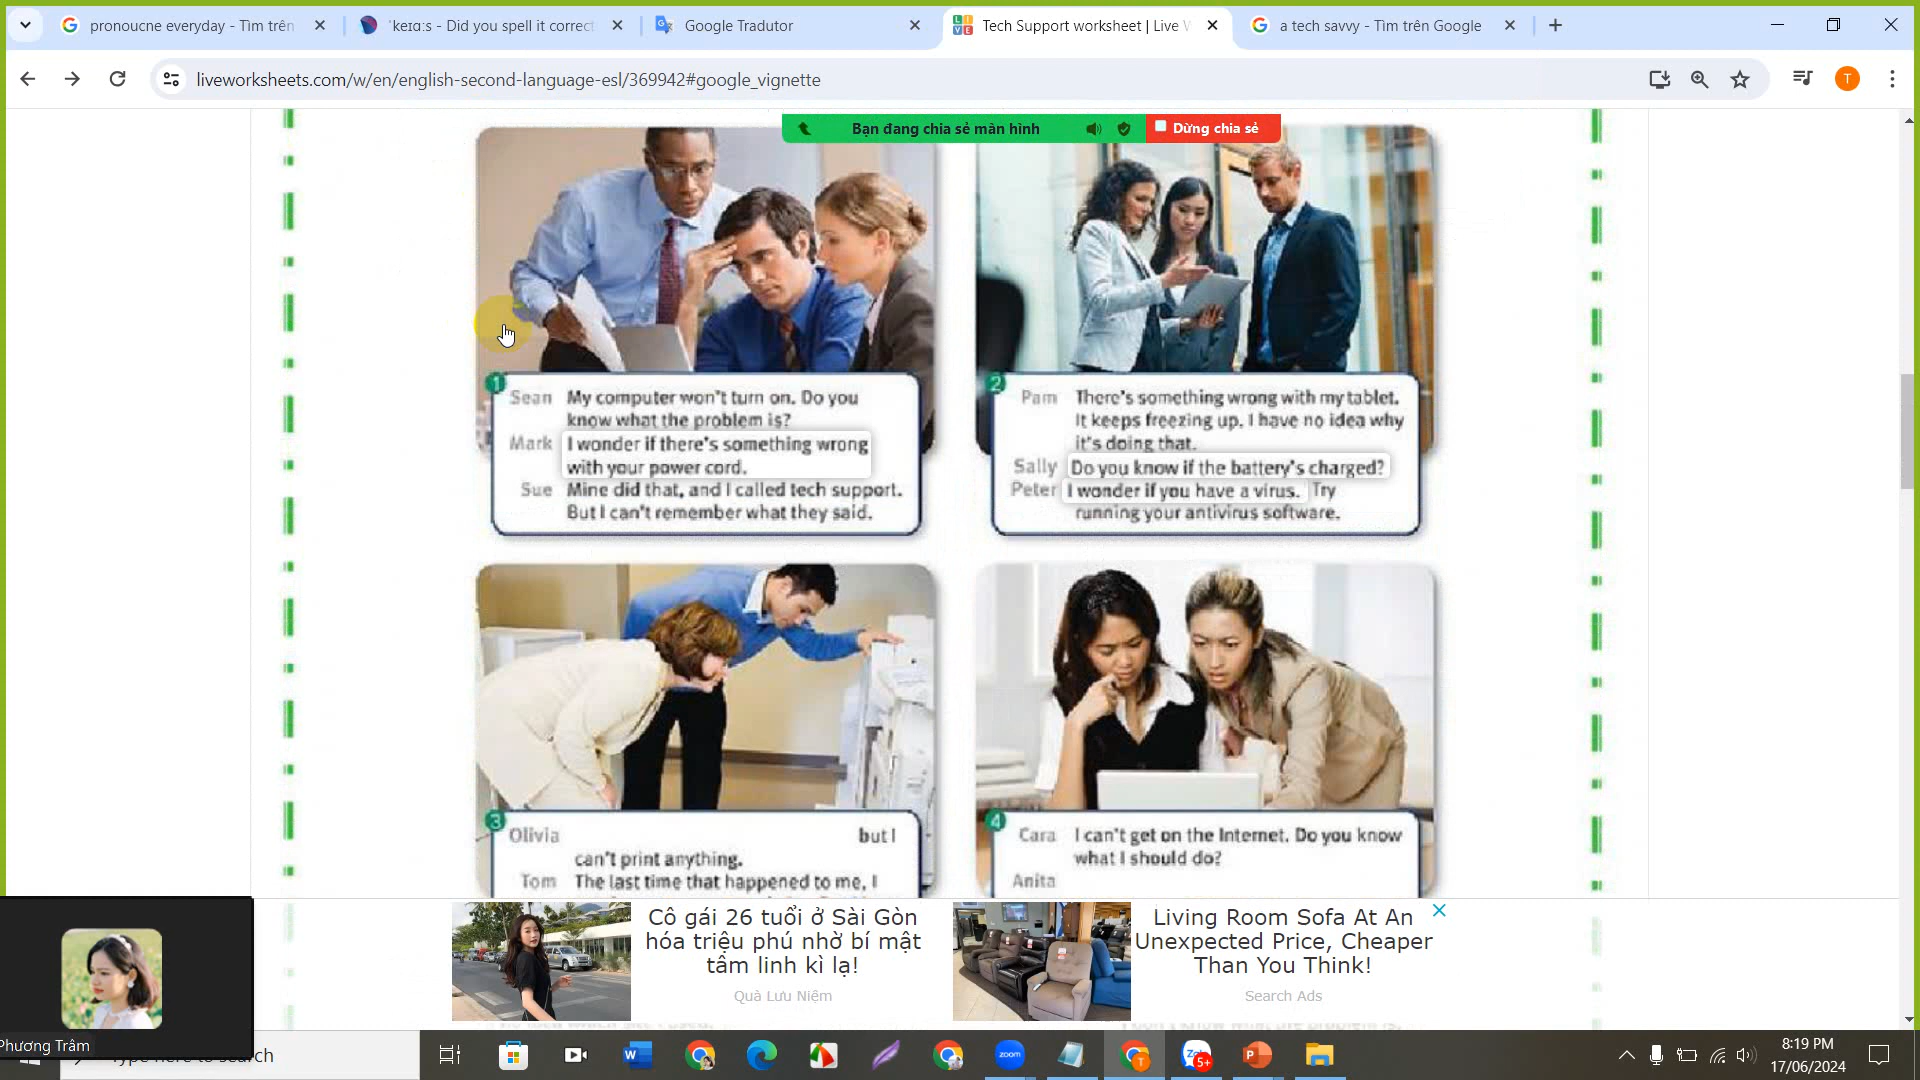 pronoucne everyday - Tìm trên
ˈkeɪɑːs - Did you spell it correct
Google Tradutor
Tech Support worksheet | Live W
a tech savvy - Tìm trên Google
liveworksheets.com/w/en/english-second-language-esl/369942#google_vignette
T
Bạn đang chia sẻ màn hình
Dừng chia sẻ
1
Sean My computer won't turn on. Do you
know what the problem is?
Mark I wonder if there's something wrong
with your power cord.
Sue Mine did that, and I called tech support.
But I can't remember what they said.
2
Pam There's something wrong with my tablet.
It keeps freezing up. I have no idea why
it's doing that.
Sally Do you know if the battery's charged?
Peter I wonder if you have a virus. Try
running your antivirus software.
3
Olivia but I
can't print anything.
Tom The last time that happened to me, I
4
Cara I can't get on the Internet. Do you know
what I should do?
Anita
Cô gái 26 tuổi ở Sài Gòn
hóa triệu phú nhờ bí mật
tâm linh kì lạ!
Quà Lưu Niệm
Living Room Sofa At An
Unexpected Price, Cheaper
Than You Think!
Search Ads
Phương Trâm
Type here to search
zoom
5+
8:19 PM
17/06/2024